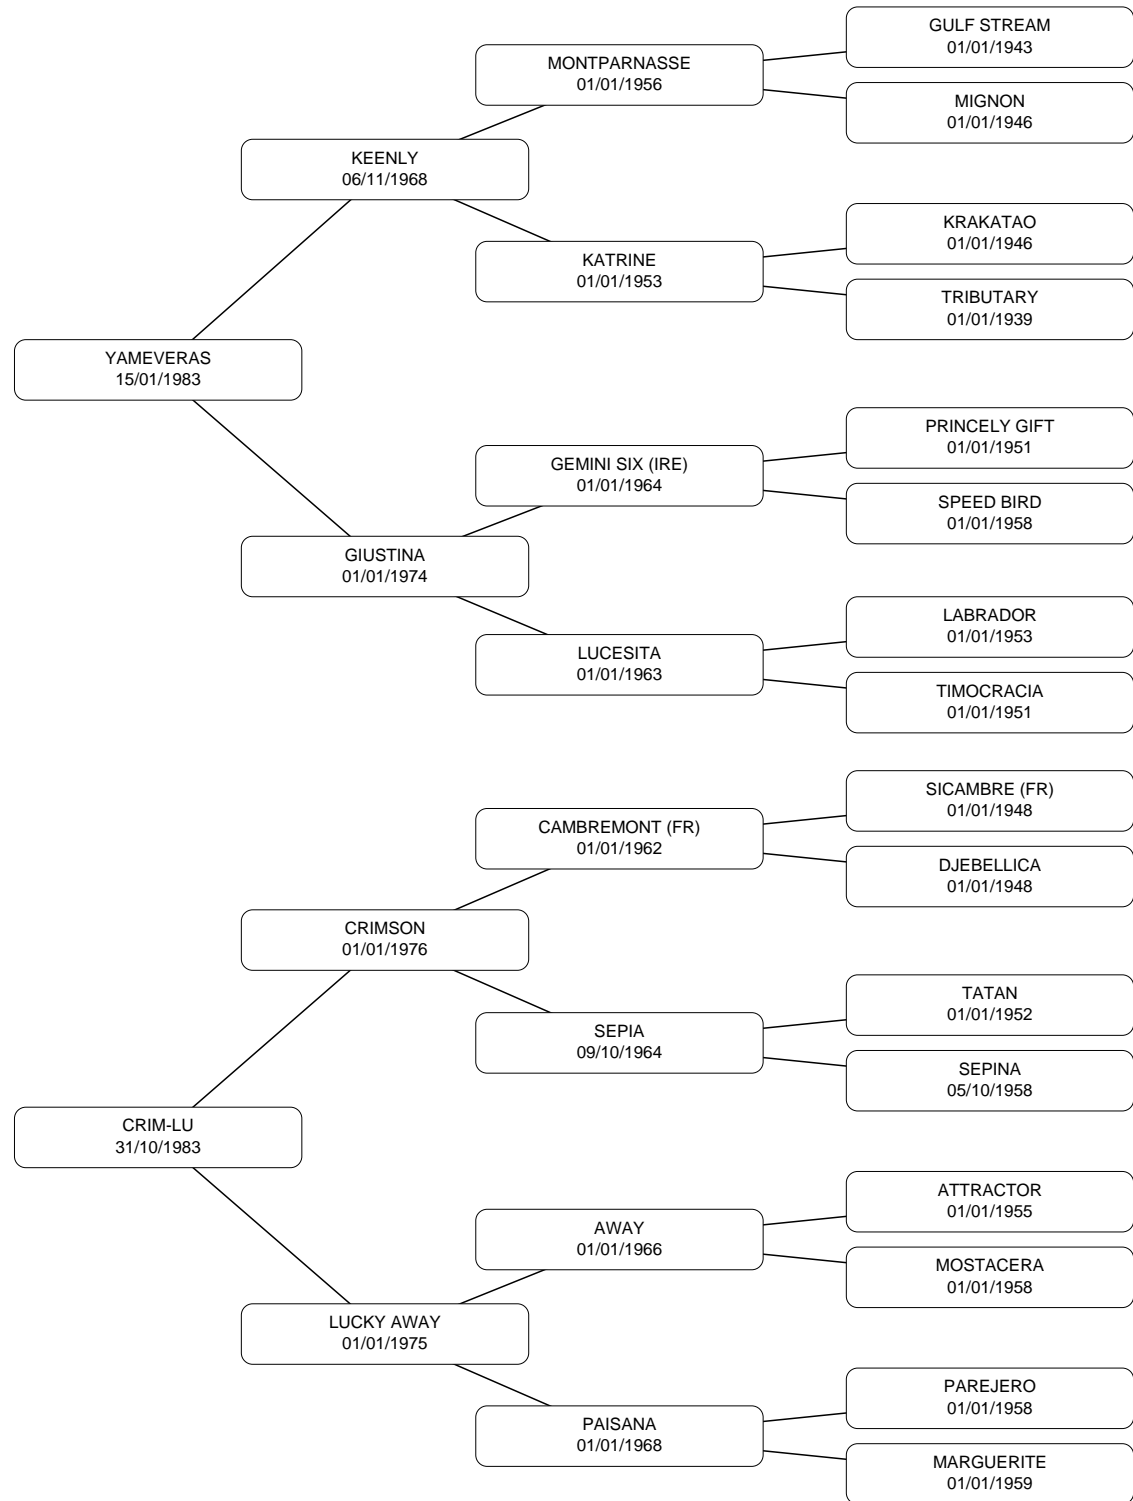 GULF STREAM
01/01/1943
MONTPARNASSE
01/01/1956
MIGNON
01/01/1946
KEENLY
06/11/1968
KRAKATAO
01/01/1946
KATRINE
01/01/1953
TRIBUTARY
01/01/1939
YAMEVERAS
15/01/1983
PRINCELY GIFT
01/01/1951
GEMINI SIX (IRE)
01/01/1964
SPEED BIRD
01/01/1958
GIUSTINA
01/01/1974
LABRADOR
01/01/1953
LUCESITA
01/01/1963
TIMOCRACIA
01/01/1951
SICAMBRE (FR)
01/01/1948
CAMBREMONT (FR)
01/01/1962
DJEBELLICA
01/01/1948
CRIMSON
01/01/1976
TATAN
01/01/1952
SEPIA
09/10/1964
SEPINA
05/10/1958
CRIM-LU
31/10/1983
ATTRACTOR
01/01/1955
AWAY
01/01/1966
MOSTACERA
01/01/1958
LUCKY AWAY
01/01/1975
PAREJERO
01/01/1958
PAISANA
01/01/1968
MARGUERITE
01/01/1959